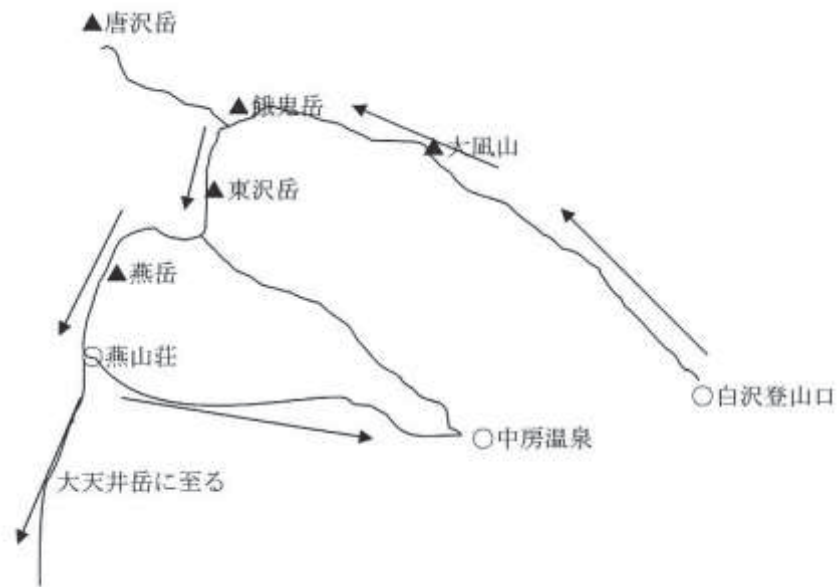 ▲唐沢岳
▲餓鬼岳
▲大凪山
▲東沢岳
▲燕岳
○燕山荘
○白沢登山口
○中房温泉
大天井岳に至る